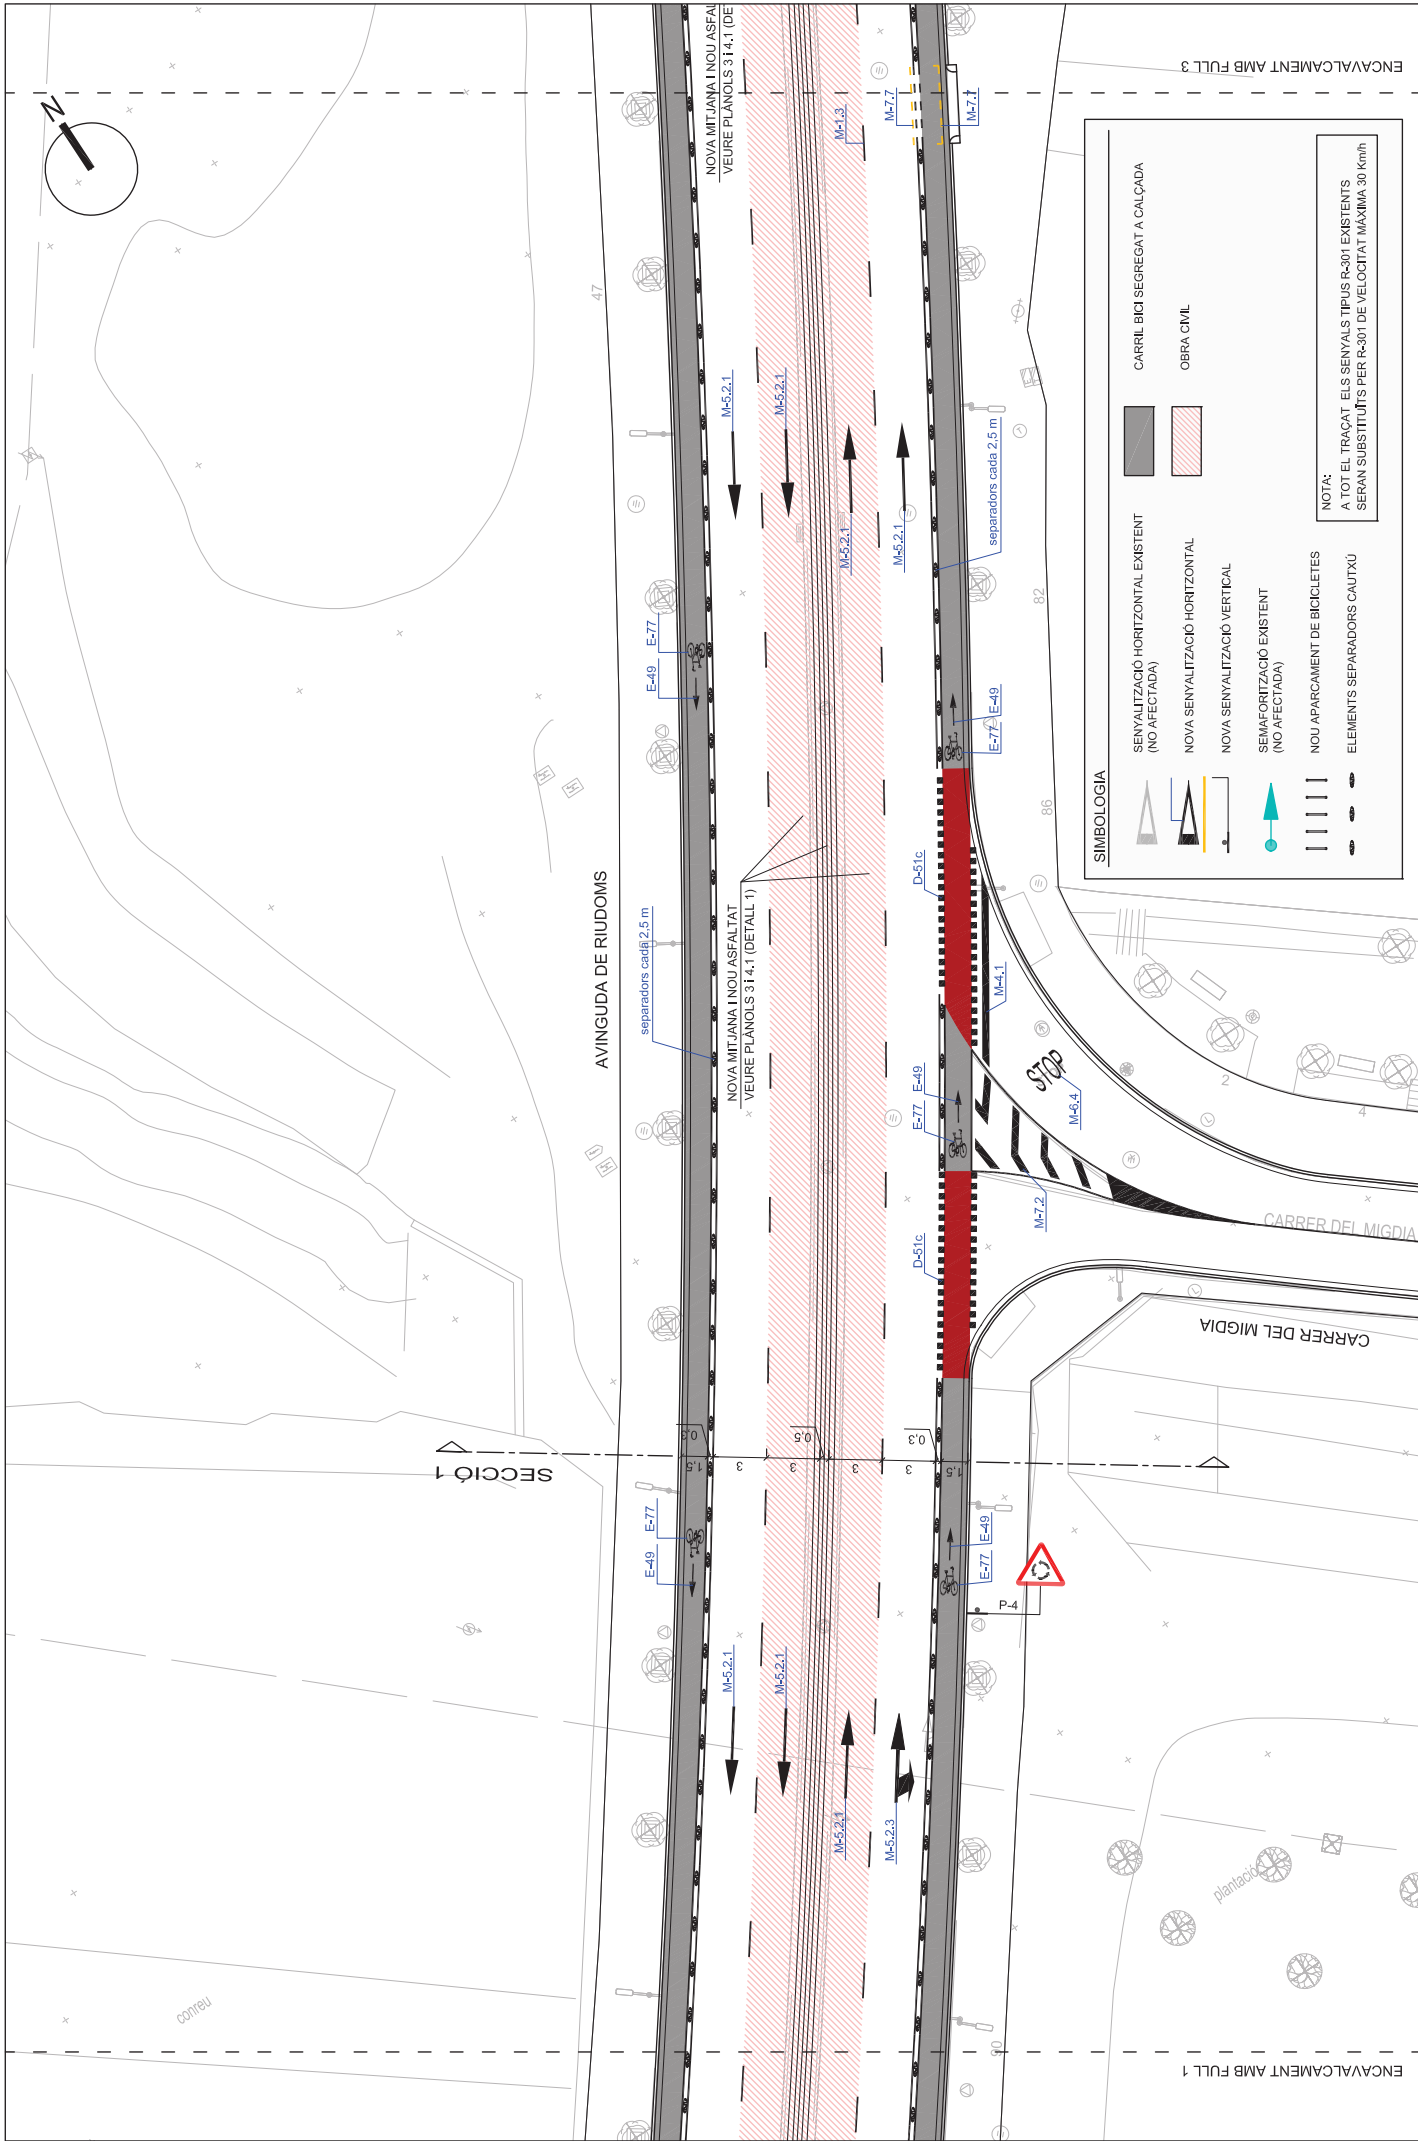 N
ENCAVALCAMENT AMB FULL 3
ENCAVALCAMENT AMB FULL 1
AVINGUDA DE RIUDOMS
47
NOVA MITJANA I NOU ASFAL
VEURE PLÀNOLS 3 i 4.1 (DE
M-1.3
M-7.7
M-7.7
M-5.2.1
M-5.2.1
M-5.2.1
M-5.2.1
separadors cada 2,5 m
E-77
E-49
E-49
E-77
82
86
D-51c
separadors cada 2,5 m
NOVA MITJANA I NOU ASFALTAT
VEURE PLÀNOLS 3 i 4.1 (DETALL 1)
M-4.1
STOP
M-6.4
E-49
E-77
M-7.2
D-51c
2
4
CARRER DEL MIGDIA
CARRER DEL MIGDIA
SECCIÓ 1
0,3
1,5
3
3
0,5
3
3
0,3
1,5
E-77
E-49
E-49
E-77
P-4
M-5.2.1
M-5.2.1
M-5.2.1
M-5.2.3
conreu
plantació
90
SIMBOLOGIA
SENYALITZACIÓ HORITZONTAL EXISTENT
(NO AFECTADA)
NOVA SENYALITZACIÓ HORITZONTAL
NOVA SENYALITZACIÓ VERTICAL
SEMAFORITZACIÓ EXISTENT
(NO AFECTADA)
NOU APARCAMENT DE BICICLETES
ELEMENTS SEPARADORS CAUTXÚ
CARRIL BICI SEGREGAT A CALÇADA
OBRA CIVIL
NOTA:
A TOT EL TRAÇAT ELS SENYALS TIPUS R-301 EXISTENTS
SERAN SUBSTITUÏTS PER R-301 DE VELOCITAT MÀXIMA 30 Km/h